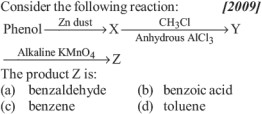 Consider the following reaction: [2009]
Phenol —Zn dust→ X —CH₃Cl / Anhydrous AlCl₃→ Y
—Alkaline KMnO₄→ Z
The product Z is:
(a) benzaldehyde (b) benzoic acid
(c) benzene (d) toluene